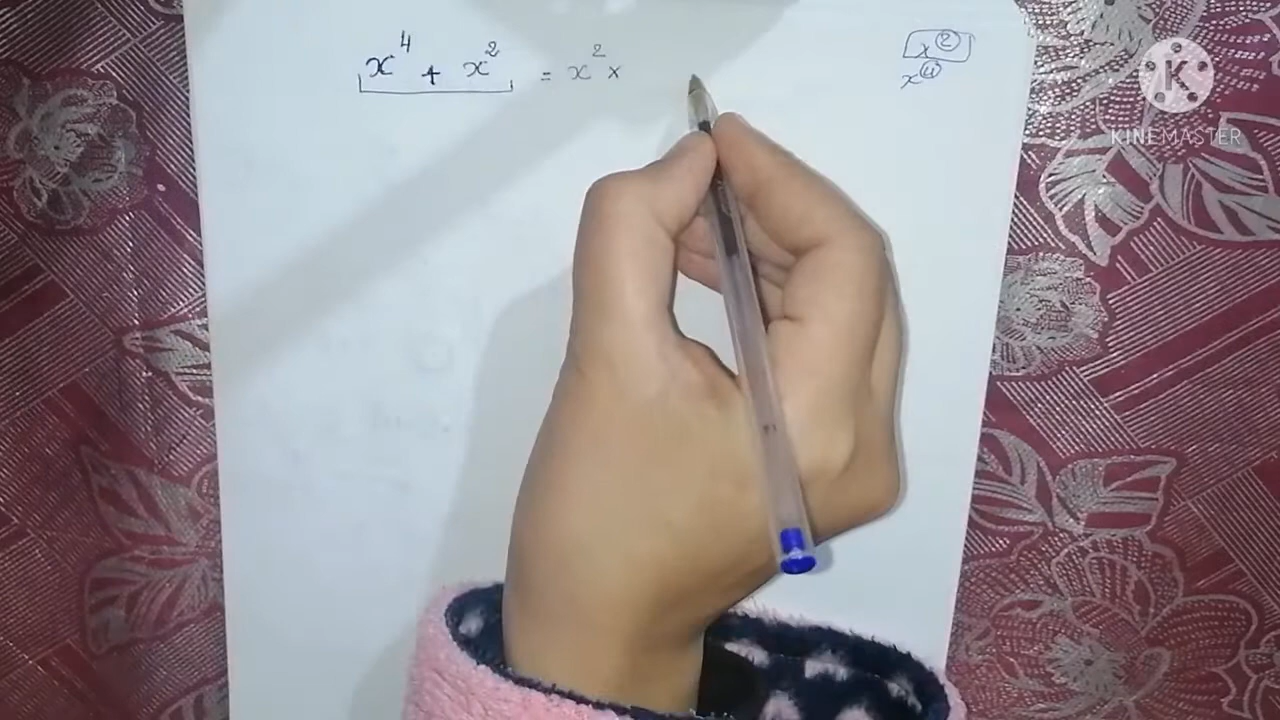 x⁴ + x² = x² ×
x²
x⁴
K
KINEMASTER